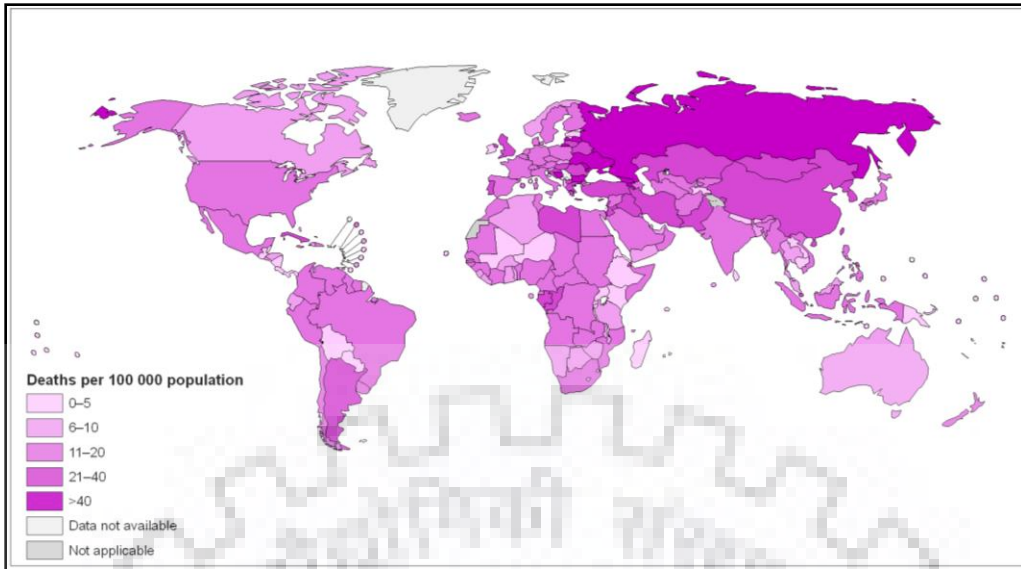 Deaths per 100 000 population
0–5
6–10
11–20
21–40
>40
Data not available
Not applicable